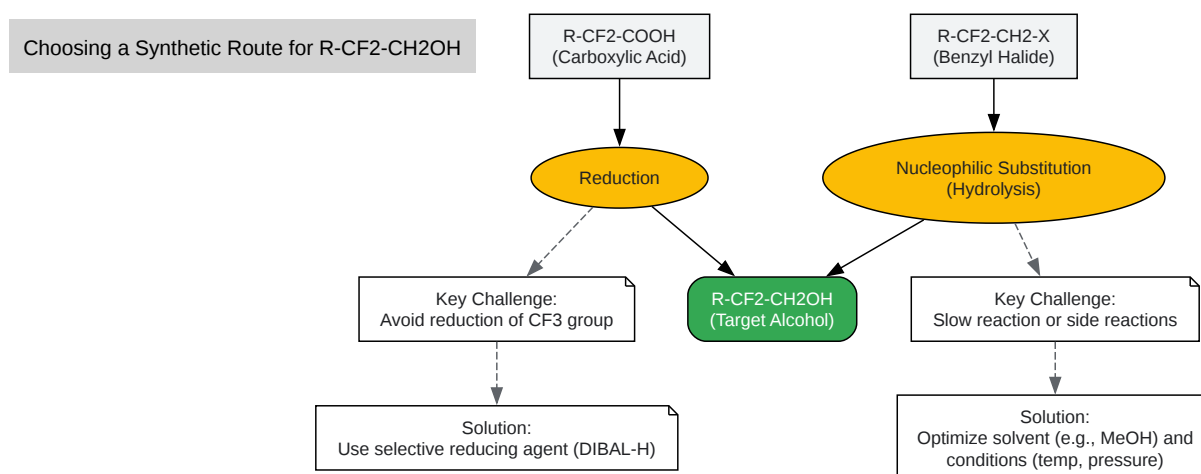 Choosing a Synthetic Route for R-CF2-CH2OH
R-CF2-COOH
(Carboxylic Acid)
R-CF2-CH2-X
(Benzyl Halide)
Reduction
Nucleophilic Substitution
(Hydrolysis)
Key Challenge:
Avoid reduction of CF3 group
R-CF2-CH2OH
(Target Alcohol)
Key Challenge:
Slow reaction or side reactions
Solution:
Use selective reducing agent (DIBAL-H)
Solution:
Optimize solvent (e.g., MeOH) and
conditions (temp, pressure)